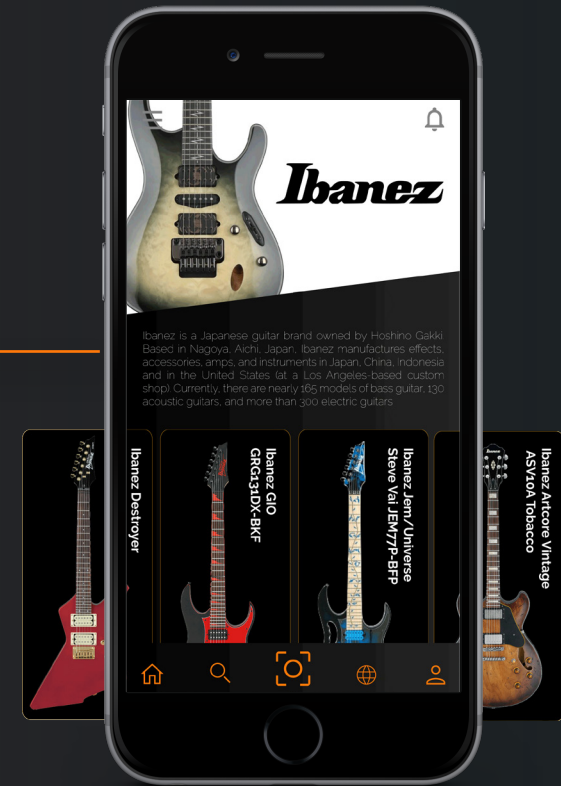 Ibanez
Ibanez is a Japanese guitar brand owned by Hoshino Gakki.
Based in Nagoya, Aichi, Japan, Ibanez manufactures effects,
accessories, amps, and instruments in Japan, China, Indonesia
and in the United States (at a Los Angeles-based custom
shop). Currently, there are nearly 165 models of bass guitar, 130
acoustic guitars, and more than 300 electric guitars
Ibanez Destroyer
Ibanez GIO
GRG131DX-BKF
Ibanez Jem/Universe
Steve Vai JEM77P-BFP
Ibanez Artcore Vintage
ASV10A Tobacco